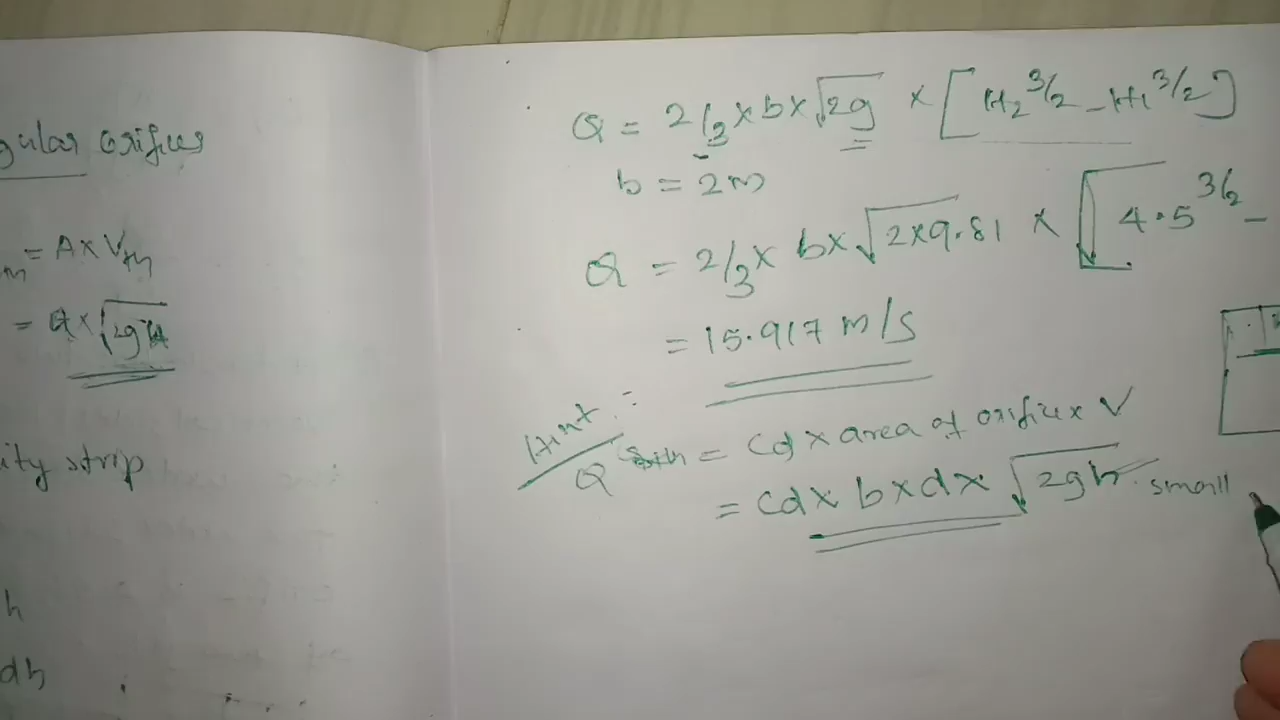 gular orifices
= A x Vth
= a x √2gH
ity strip
h
dh
Q = 2/3 x b x √2g x [H2^3/2 - H1^3/2]
b = 2m
Q = 2/3 x b x √2x9.81 x [4.5^3/2 -
= 15.917 m/s
Hint :-
Q = Cd x area of orifice x V
= Cd x b x d x √2gh . small